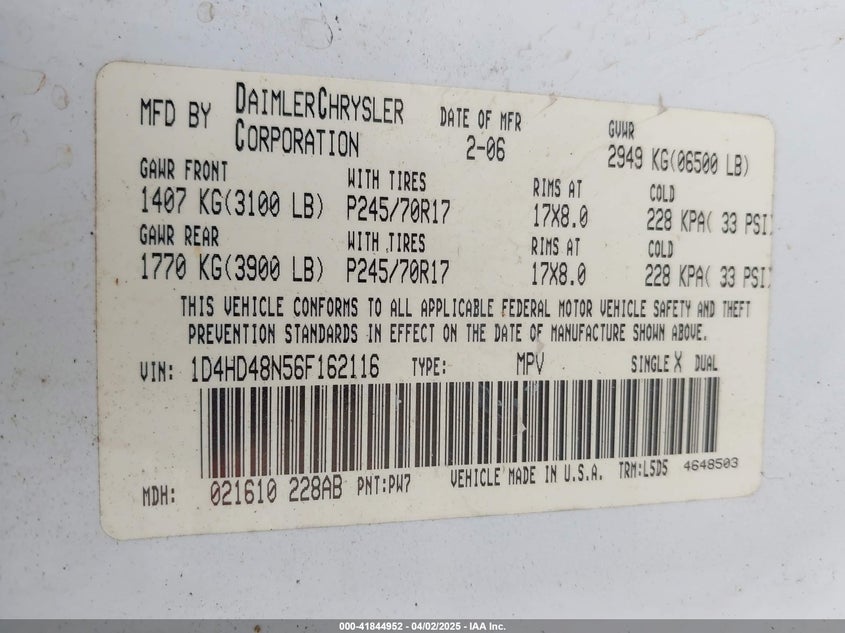 MFD BY DAIMLERCHRYSLER CORPORATION DATE OF MFR 2-06 GVWR 2949 KG(06500 LB)
GAWR FRONT WITH TIRES RIMS AT COLD
1407 KG(3100 LB) P245/70R17 17X8.0 228 KPA( 33 PSI)
GAWR REAR WITH TIRES RIMS AT COLD
1770 KG(3900 LB) P245/70R17 17X8.0 228 KPA( 33 PSI)
THIS VEHICLE CONFORMS TO ALL APPLICABLE FEDERAL MOTOR VEHICLE SAFETY AND THEFT
PREVENTION STANDARDS IN EFFECT ON THE DATE OF MANUFACTURE SHOWN ABOVE.
VIN: 1D4HD48N56F162116 TYPE: MPV SINGLE X DUAL
MDH: 021610 228AB PNT:PW7 VEHICLE MADE IN U.S.A. TRM:L5D5 4648503
000-41844952 - 04/02/2025 - IAA Inc.